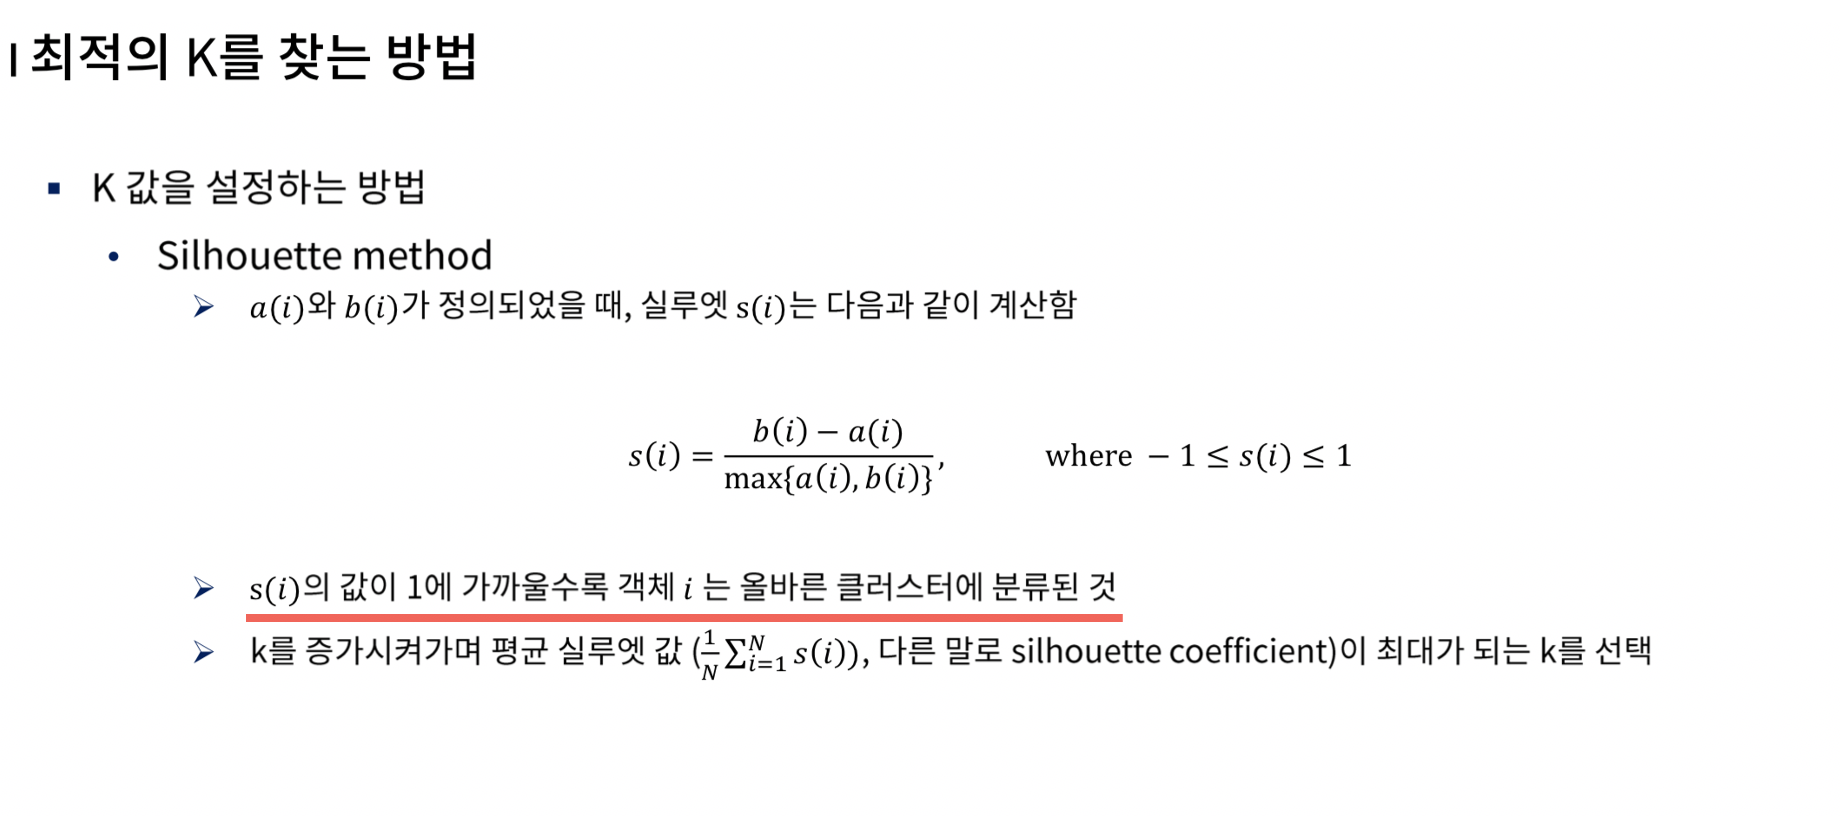 I 최적의 K를 찾는 방법
▪ K 값을 설정하는 방법
• Silhouette method
➢ a(i)와 b(i)가 정의되었을 때, 실루엣 s(i)는 다음과 같이 계산함
s(i) = \frac{b(i) − a(i)}{max{a(i), b(i)}}, where − 1 ≤ s(i) ≤ 1
➢ s(i)의 값이 1에 가까울수록 객체 i 는 올바른 클러스터에 분류된 것
➢ k를 증가시켜가며 평균 실루엣 값 (\frac{1}{N}∑_{i=1}^{N} s(i)), 다른 말로 silhouette coefficient)이 최대가 되는 k를 선택